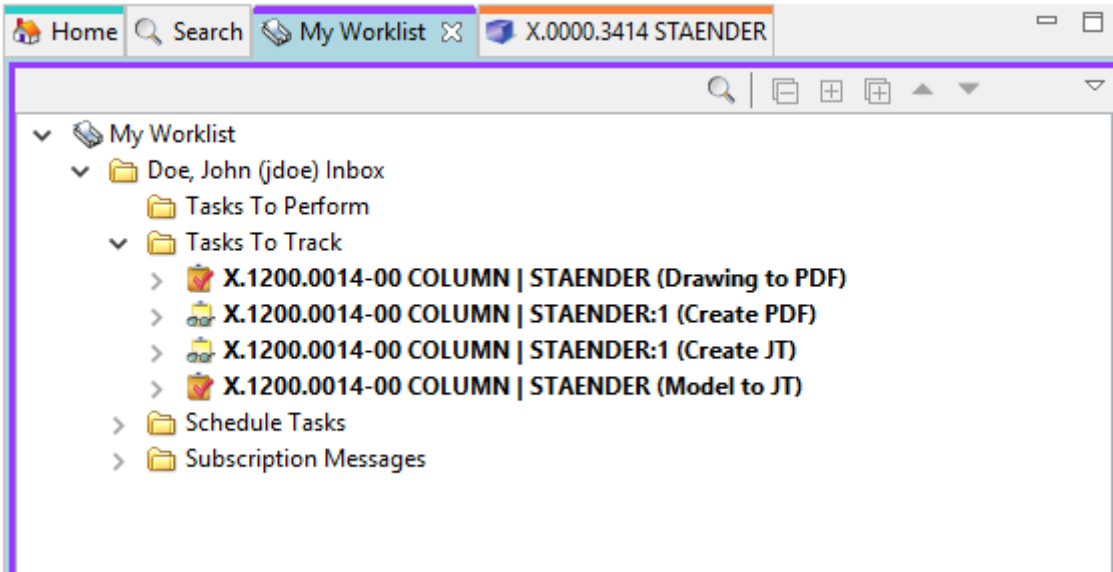 Home Search My Worklist X.0000.3414 STAENDER
My Worklist
Doe, John (jdoe) Inbox
Tasks To Perform
Tasks To Track
X.1200.0014-00 COLUMN | STAENDER (Drawing to PDF)
X.1200.0014-00 COLUMN | STAENDER:1 (Create PDF)
X.1200.0014-00 COLUMN | STAENDER:1 (Create JT)
X.1200.0014-00 COLUMN | STAENDER (Model to JT)
Schedule Tasks
Subscription Messages